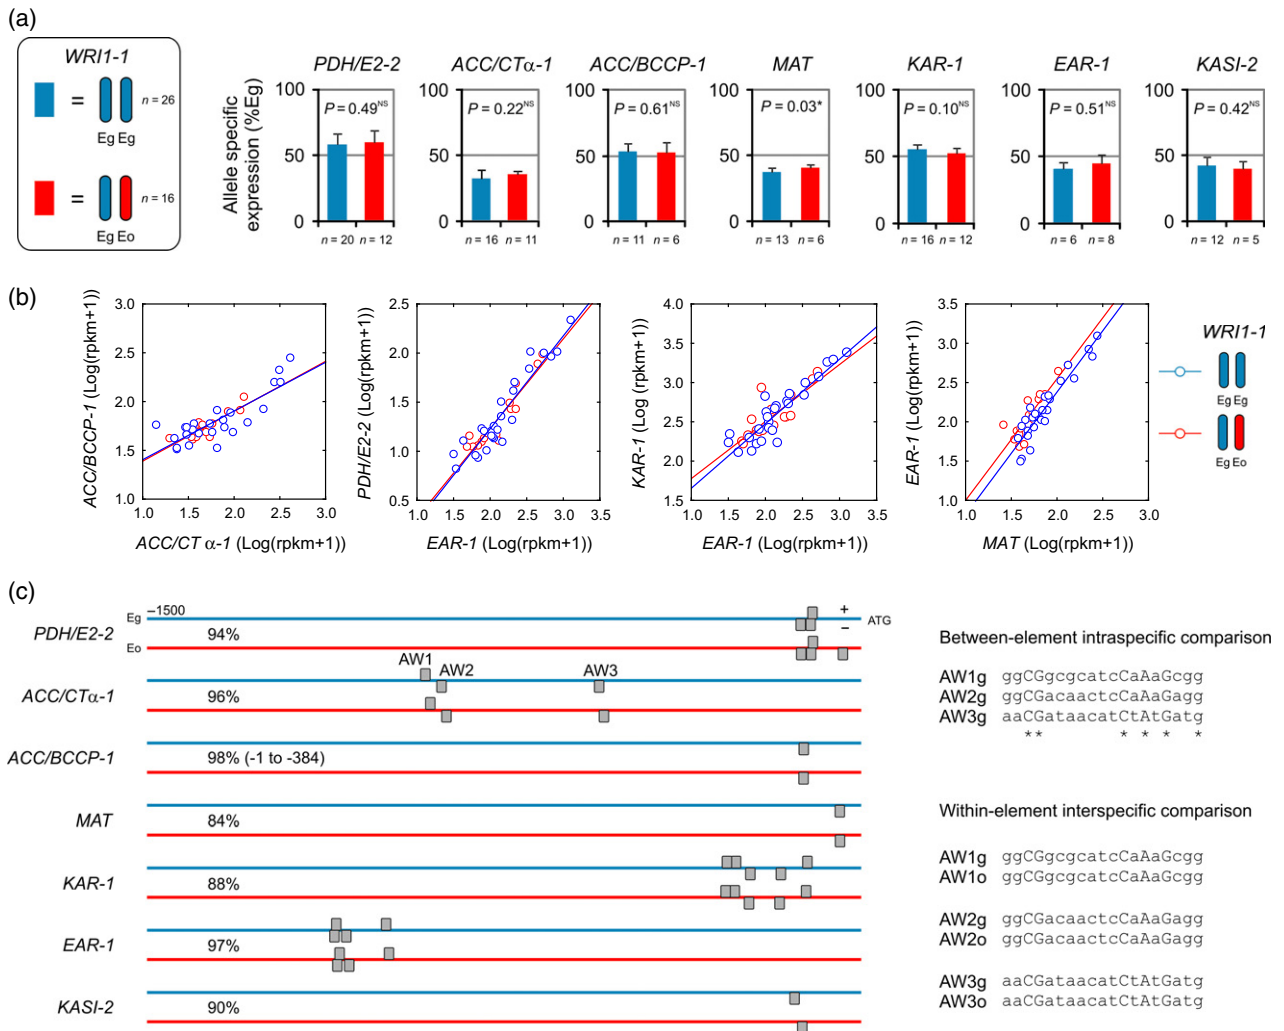 (a)
WRI1-1
= n = 26
Eg Eg
= n = 16
Eg Eo
Allele specific
expression (%Eg)
PDH/E2-2
100
P = 0.49NS
50
0
n = 20 n = 12
ACC/CTα-1
100
P = 0.22NS
50
0
n = 16 n = 11
ACC/BCCP-1
100
P = 0.61NS
50
0
n = 11 n = 6
MAT
100
P = 0.03*
50
0
n = 13 n = 6
KAR-1
100
P = 0.10NS
50
0
n = 16 n = 12
EAR-1
100
P = 0.51NS
50
0
n = 6 n = 8
KASI-2
100
P = 0.42NS
50
0
n = 12 n = 5
(b)
ACC/BCCP-1 (Log(rpkm+1))
3.0
2.5
2.0
1.5
1.0
1.0 1.5 2.0 2.5 3.0
ACC/CT α-1 (Log(rpkm+1))
PDH/E2-2 (Log(rpkm+1))
2.5
2.0
1.5
1.0
0.5
1.0 1.5 2.0 2.5 3.0 3.5
EAR-1 (Log(rpkm+1))
KAR-1 (Log(rpkm+1))
4.0
3.5
3.0
2.5
2.0
1.5
1.0 1.5 2.0 2.5 3.0 3.5
EAR-1 (Log(rpkm+1))
EAR-1 (Log(rpkm+1))
3.5
3.0
2.5
2.0
1.5
1.0
1.0 1.5 2.0 2.5 3.0
MAT (Log(rpkm+1))
WRI1-1
Eg Eg
Eg Eo
(c)
−1500
Eg + ATG
PDH/E2-2 94% −
Eo
AW1 AW2 AW3
ACC/CTα-1 96%
ACC/BCCP-1 98% (-1 to -384)
MAT 84%
KAR-1 88%
EAR-1 97%
KASI-2 90%
Between-element intraspecific comparison
AW1g ggCGgcgcatcCaAaGcgg
AW2g ggCGacaactcCaAaGagg
AW3g aaCGataacatCtAtGatg
** * * * *
Within-element interspecific comparison
AW1g ggCGgcgcatcCaAaGcgg
AW1o ggCGgcgcatcCaAaGcgg
AW2g ggCGacaactcCaAaGagg
AW2o ggCGacaactcCaAaGagg
AW3g aaCGataacatCtAtGatg
AW3o aaCGataacatCtAtGatg